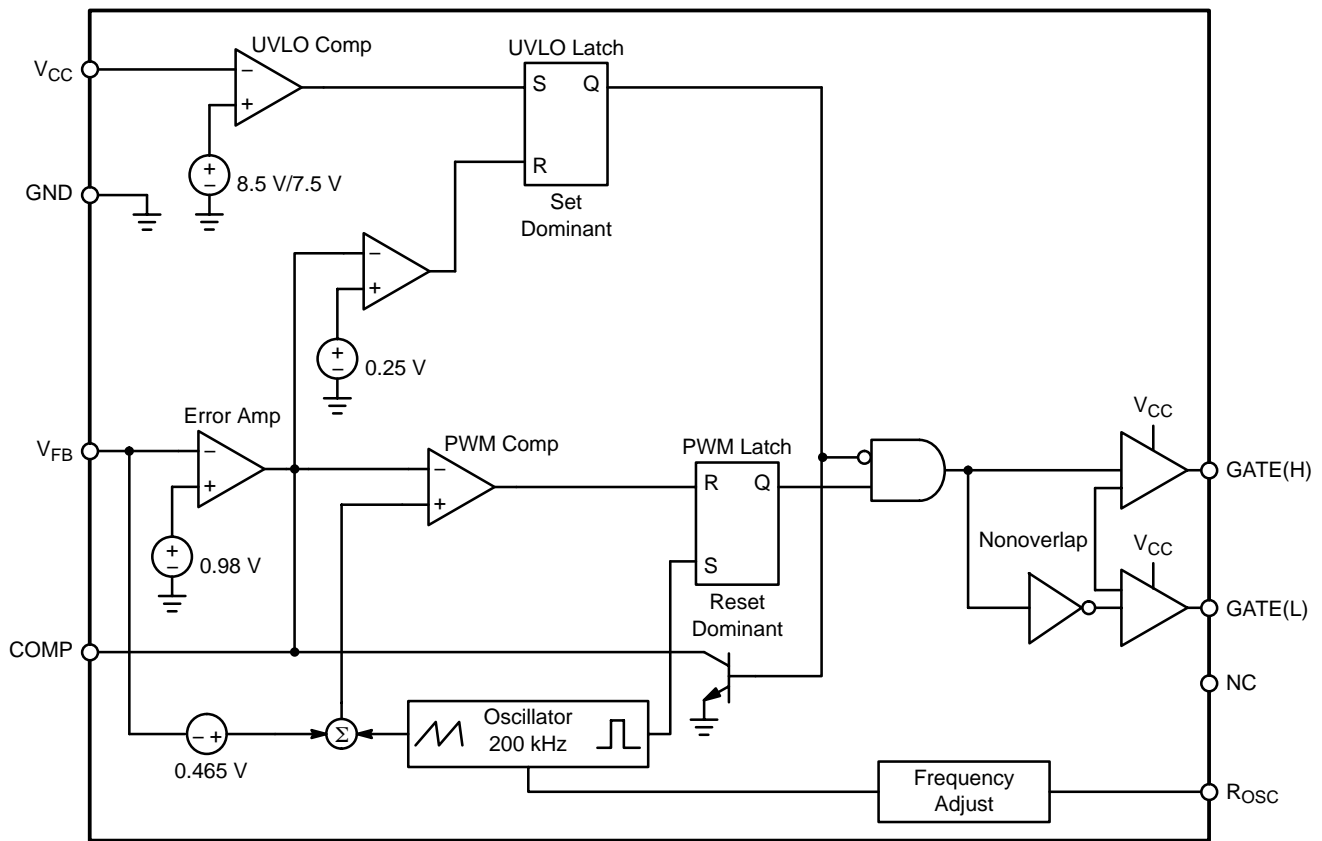 UVLO Comp
UVLO Latch
VCC
−
+
S
Q
R
+
−
8.5 V/7.5 V
GND
Set
Dominant
−
+
+
−
0.25 V
Error Amp
VFB
−
+
PWM Comp
−
+
PWM Latch
R
Q
S
VCC
GATE(H)
Nonoverlap
VCC
+
−
0.98 V
Reset
Dominant
GATE(L)
COMP
NC
− +
0.465 V
Σ
Oscillator
200 kHz
Frequency
Adjust
ROSC